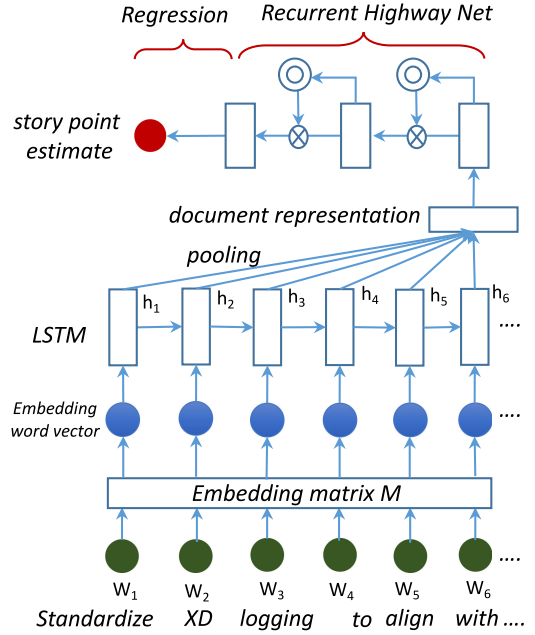 Regression Recurrent Highway Net
story point
estimate
document representation
pooling
h1 h2 h3 h4 h5 h6
LSTM ....
Embedding
word vector ....
Embedding matrix M
....
W1 W2 W3 W4 W5 W6
Standardize XD logging to align with ....